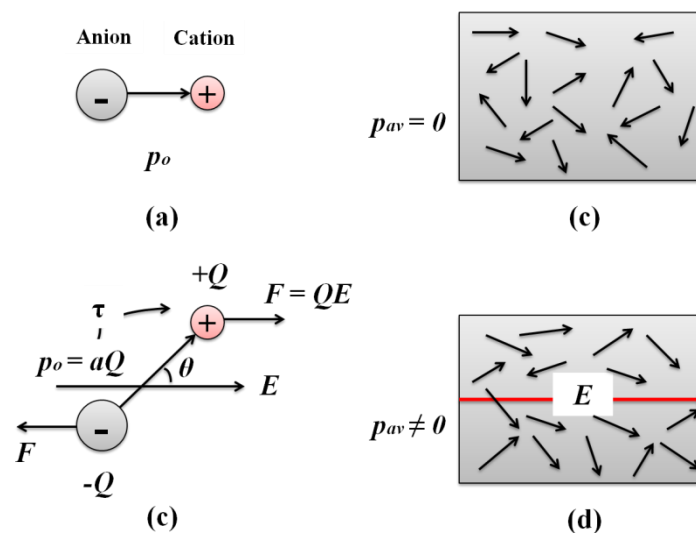 Anion Cation
- +
po
(a)
pav = 0
(c)
+Q
τ
F = QE
po = aQ
θ
E
F
-
+
-Q
(c)
E
pav ≠ 0
(d)